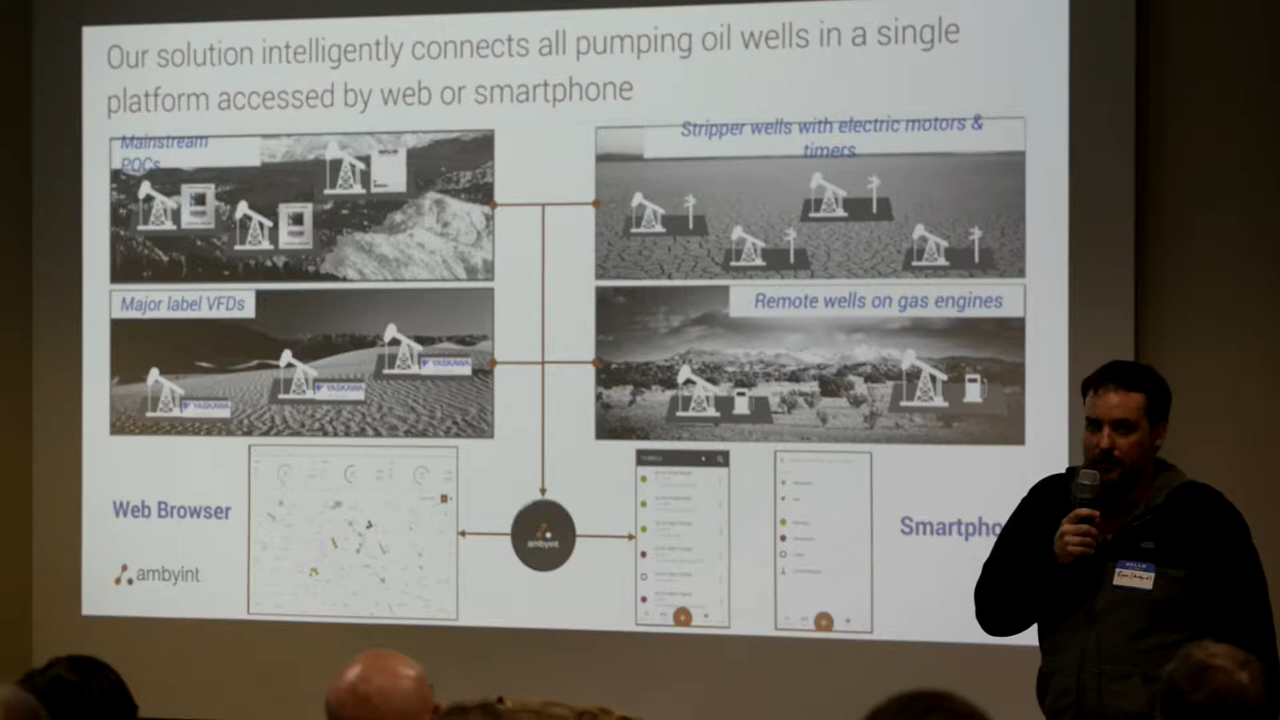 Our solution intelligently connects all pumping oil wells in a single
platform accessed by web or smartphone
Mainstream
POCs
Stripper wells with electric motors &
timers
Major label VFDs
Remote wells on gas engines
YASKAWA
YASKAWA
YASKAWA
Web Browser
ambyint
Smartpho
ambyint
HELLO